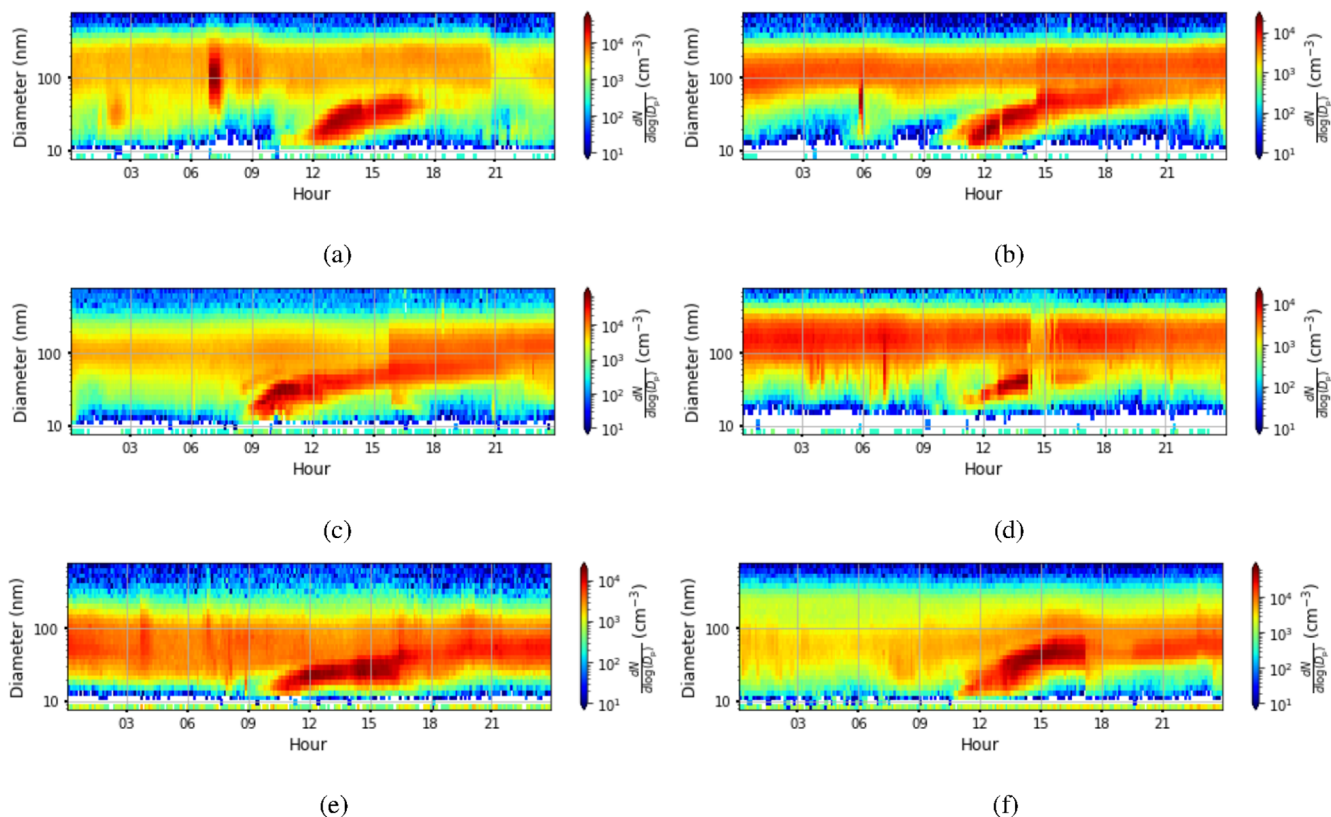 Diameter (nm)
100
10
03 06 09 12 15 18 21
Hour
10⁴
10³
10²
10¹
dN/dlog(Dₚ) (cm⁻³)
(a)
Diameter (nm)
100
10
03 06 09 12 15 18 21
Hour
10⁴
10³
10²
10¹
dN/dlog(Dₚ) (cm⁻³)
(b)
Diameter (nm)
100
10
03 06 09 12 15 18 21
Hour
10⁴
10³
10²
10¹
dN/dlog(Dₚ) (cm⁻³)
(c)
Diameter (nm)
100
10
03 06 09 12 15 18 21
Hour
10⁴
10³
10²
10¹
dN/dlog(Dₚ) (cm⁻³)
(d)
Diameter (nm)
100
10
03 06 09 12 15 18 21
Hour
10⁴
10³
10²
10¹
dN/dlog(Dₚ) (cm⁻³)
(e)
Diameter (nm)
100
10
03 06 09 12 15 18 21
Hour
10⁴
10³
10²
10¹
dN/dlog(Dₚ) (cm⁻³)
(f)